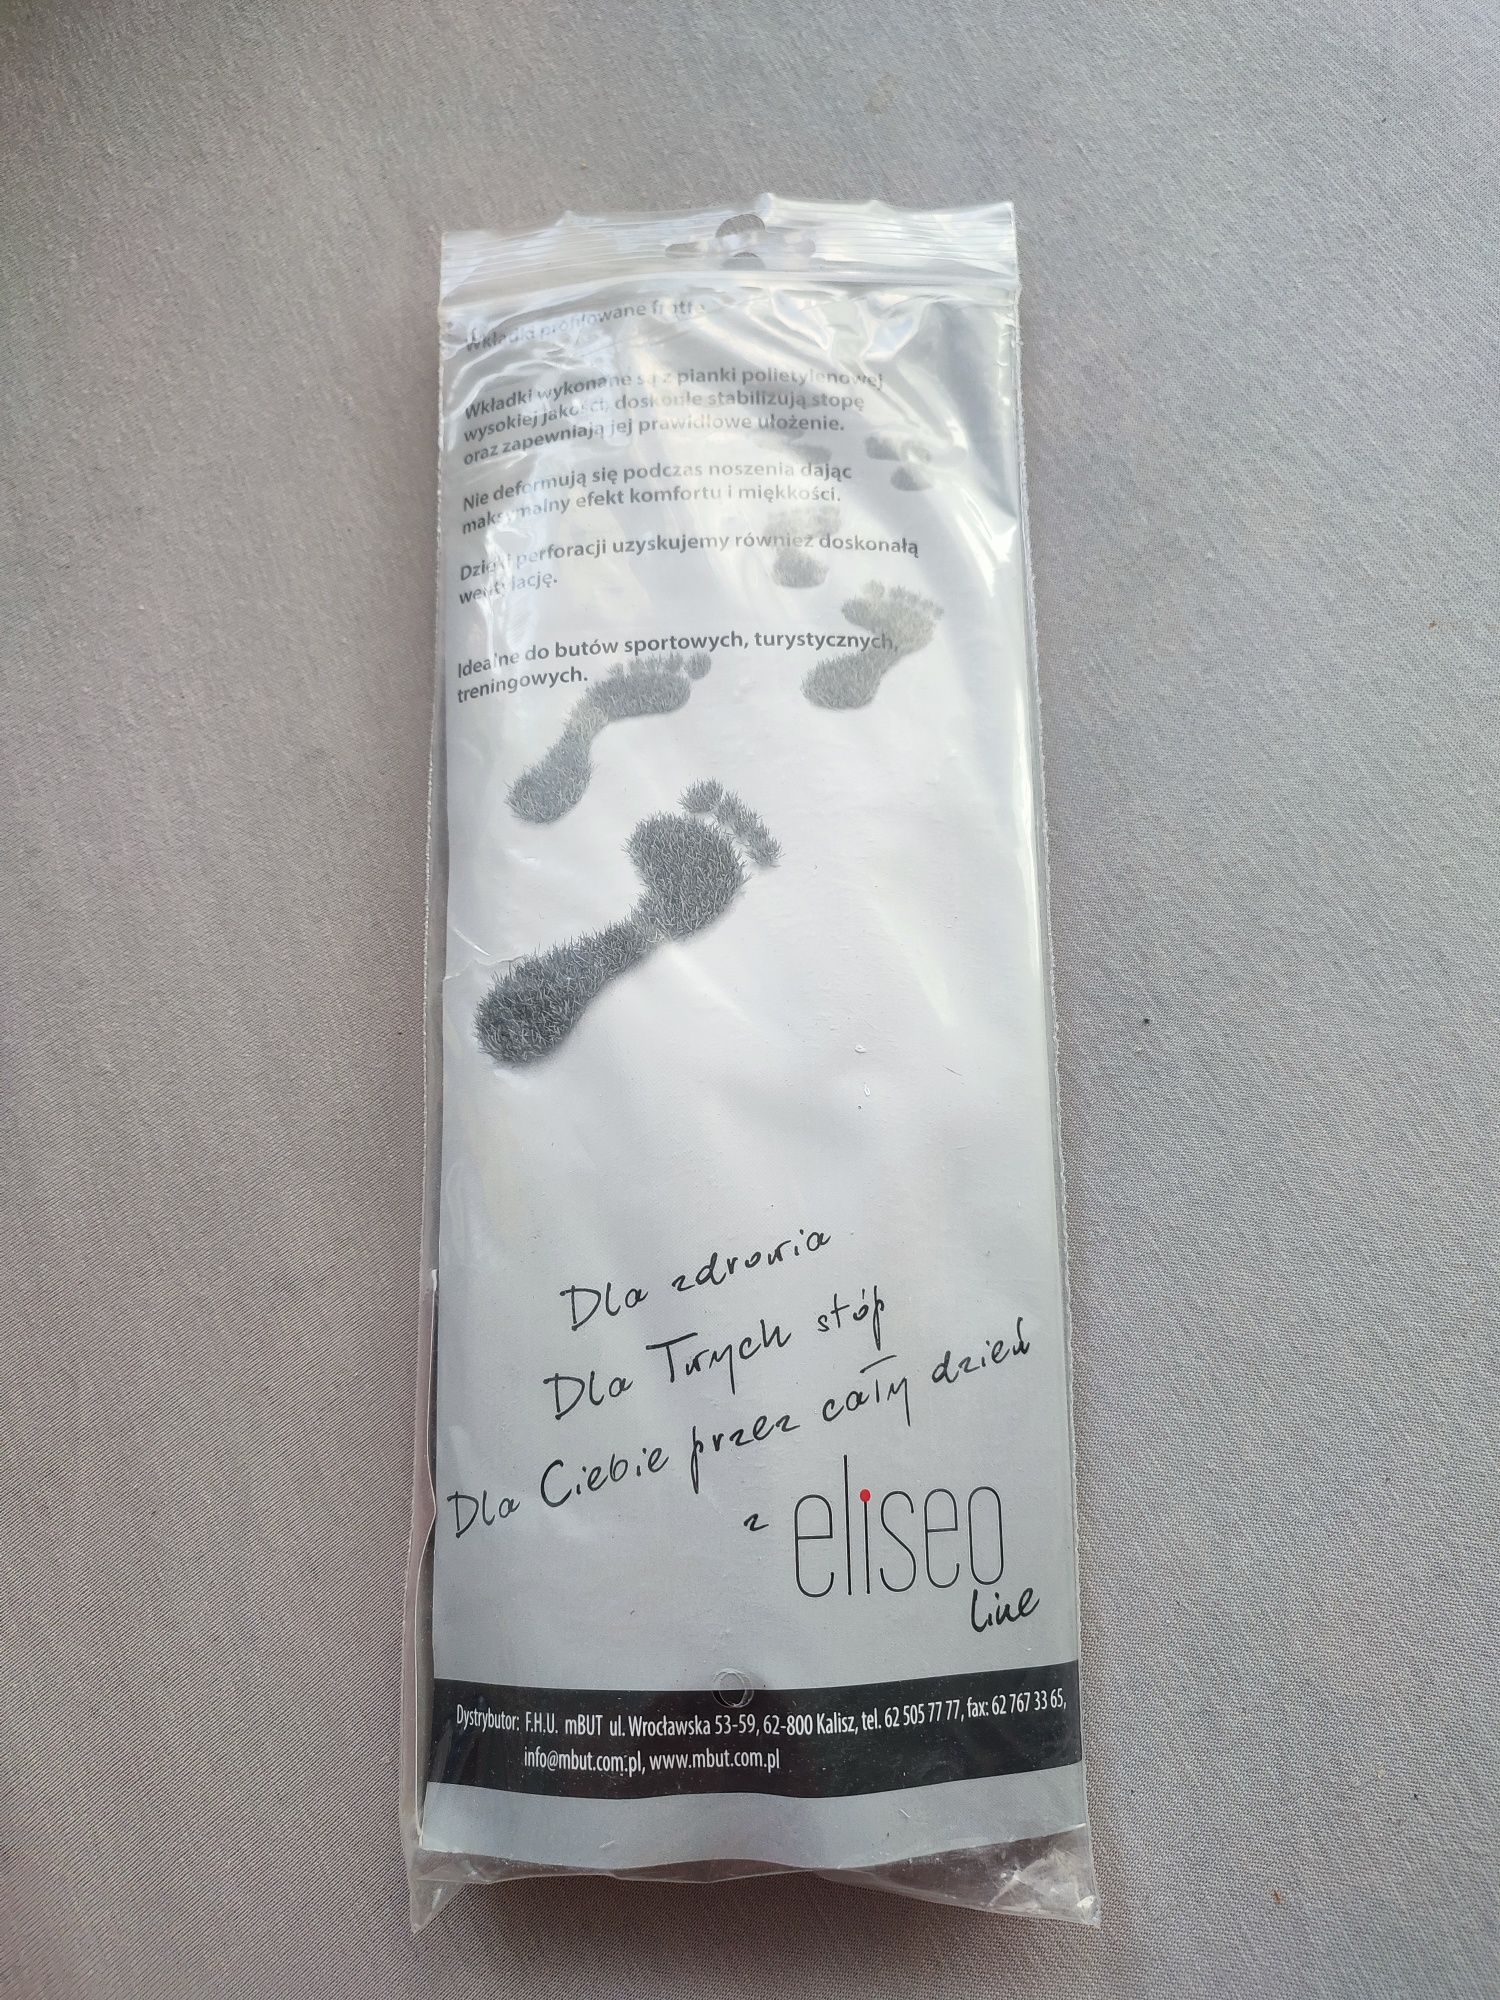 Wkładki profilowane frotte
Wkładki wykonane są z pianki polietylenowej
wysokiej jakości, doskonale stabilizują stopę
oraz zapewniają jej prawidłowe ułożenie.
Nie deformują się podczas noszenia dając
maksymalny efekt komfortu i miękkości.
Dzięki perforacji uzyskujemy również doskonałą
wentylację.
Idealne do butów sportowych, turystycznych,
treningowych.
Dla zdrowia
Dla Twych stóp
Dla Ciebie przez cały dzień
z eliseo
line
Dystrybutor: F.H.U. mBUT ul. Wrocławska 53-59, 62-800 Kalisz, tel. 62 505 77 77, fax: 62 767 33 65,
info@mbut.com.pl, www.mbut.com.pl